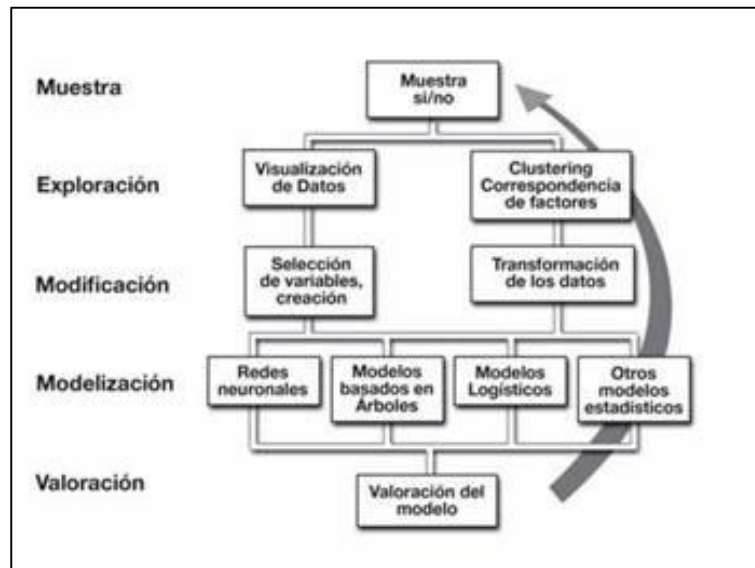 Muestra
Muestra
si/no
Exploración
Visualización
de Datos
Clustering
Correspondencia
de factores
Modificación
Selección
de variables,
creación
Transformación
de los datos
Modelización
Redes
neuronales
Modelos
basados en
Árboles
Modelos
Logísticos
Otros
modelos
estadísticos
Valoración
Valoración del
modelo